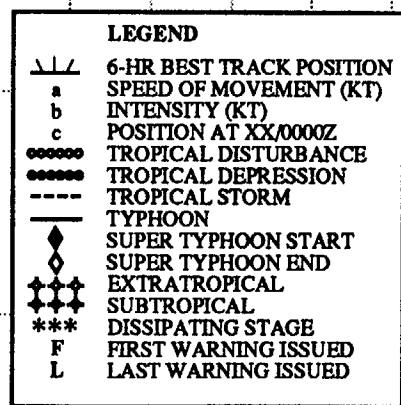 LEGEND
6-HR BEST TRACK POSITION
a SPEED OF MOVEMENT (KT)
b INTENSITY (KT)
c POSITION AT XX/0000Z
TROPICAL DISTURBANCE
TROPICAL DEPRESSION
TROPICAL STORM
TYPHOON
SUPER TYPHOON START
SUPER TYPHOON END
EXTRATROPICAL
SUBTROPICAL
*** DISSIPATING STAGE
F FIRST WARNING ISSUED
L LAST WARNING ISSUED